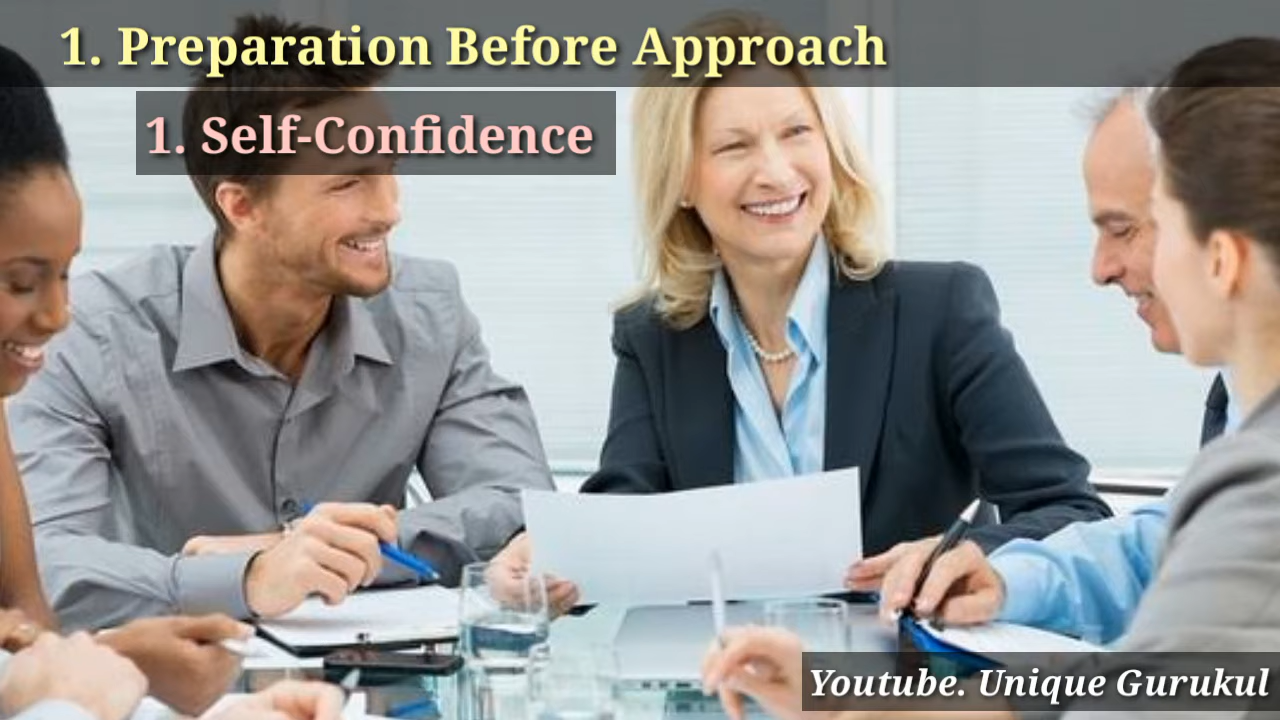 1. Preparation Before Approach
1. Self-Confidence
Youtube. Unique Gurukul